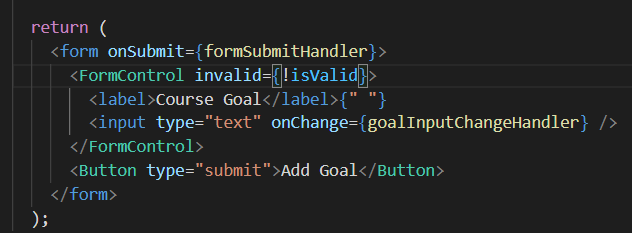 return (
<form onSubmit={formSubmitHandler}>
<FormControl invalid={!isValid}>
<label>Course Goal</label>{" "}
<input type="text" onChange={goalInputChangeHandler} />
</FormControl>
<Button type="submit">Add Goal</Button>
</form>
);